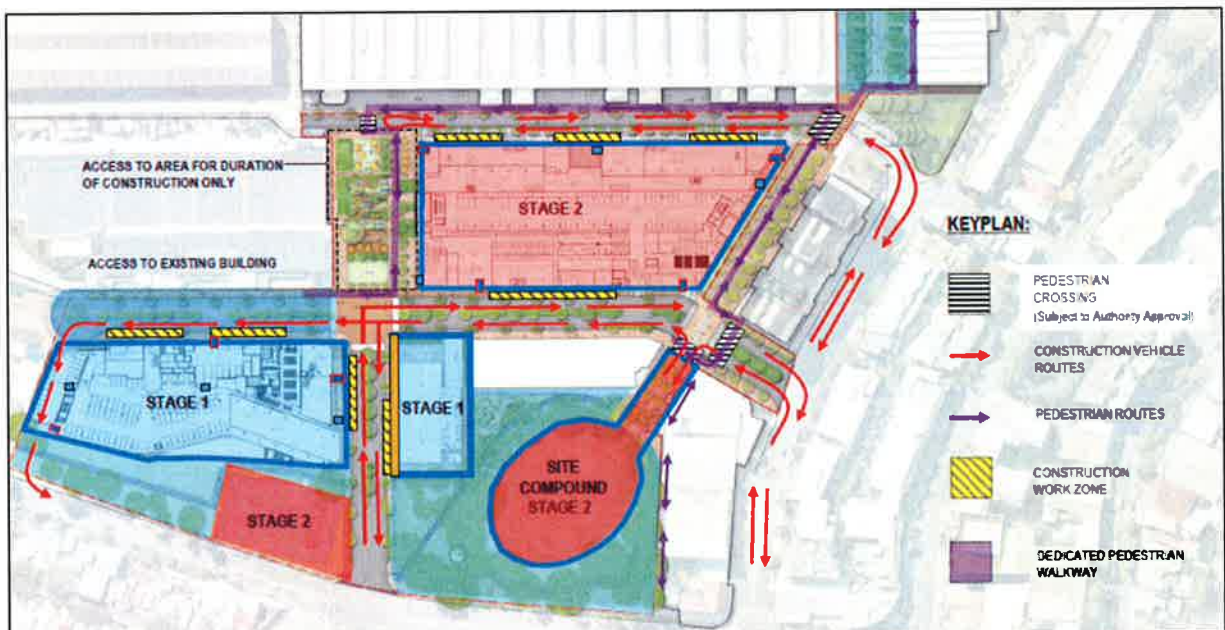 ACCESS TO AREA FOR DURATION
OF CONSTRUCTION ONLY
STAGE 2
ACCESS TO EXISTING BUILDING
STAGE 1
STAGE 1
STAGE 2
SITE
COMPOUND
STAGE 2
KEYPLAN:
PEDESTRIAN
CROSSING
(Subject to Authority Approval)
CONSTRUCTION VEHICLE
ROUTES
PEDESTRIAN ROUTES
CONSTRUCTION
WORK ZONE
DEDICATED PEDESTRIAN
WALKWAY